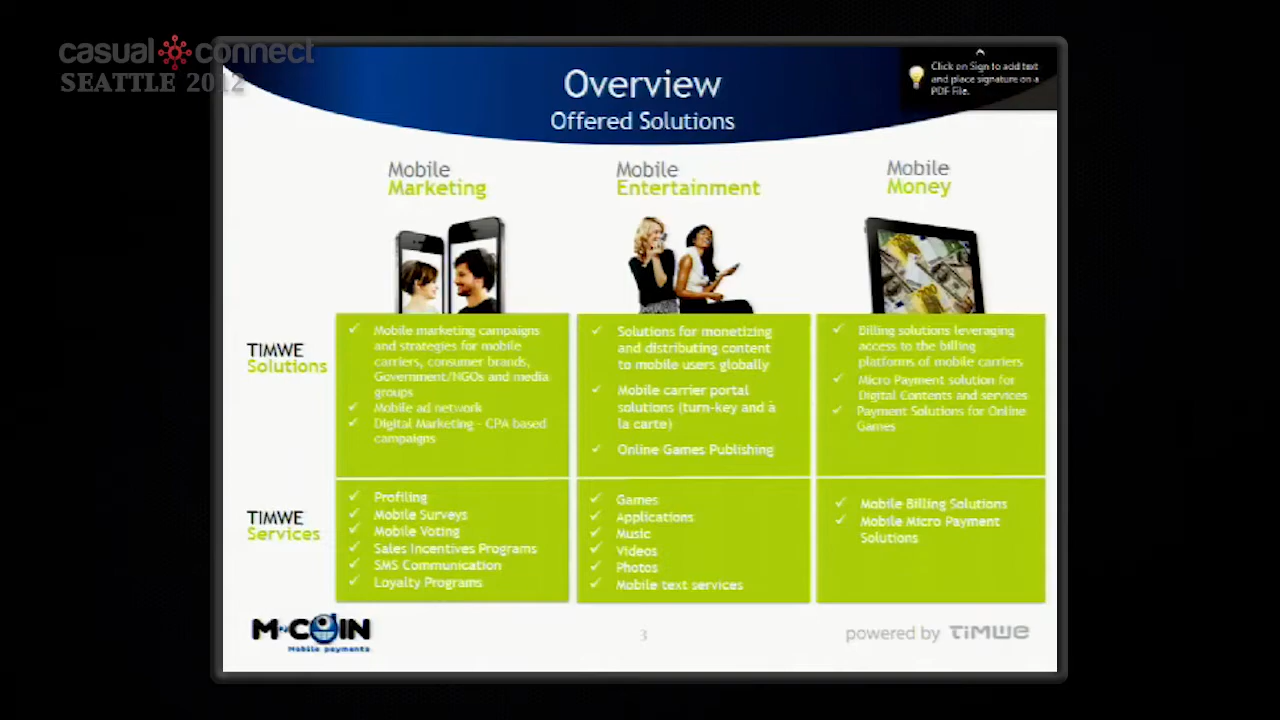 casual connect
SEATTLE 2012
Click on Sign to add text
and place signature on a
PDF File.
Overview
Offered Solutions
Mobile
Marketing
Mobile
Entertainment
Mobile
Money
TIMWE
Solutions
Mobile marketing campaigns
and strategies for mobile
carriers, consumer brands,
Government/NGOs and media
groups
Mobile ad network
Digital Marketing - CPA based
campaigns
Solutions for monetizing
and distributing content
to mobile users globally
Mobile carrier portal
solutions (turn-key and à
la carte)
Online Games Publishing
Billing solutions leveraging
access to the billing
platforms of mobile carriers
Micro Payment solution for
Digital Contents and services
Payment Solutions for Online
Games
TIMWE
Services
Profiling
Mobile Surveys
Mobile Voting
Sales Incentives Programs
SMS Communication
Loyalty Programs
Games
Applications
Music
Videos
Photos
Mobile text services
Mobile Billing Solutions
Mobile Micro Payment
Solutions
M-COIN
Mobile payments
3
powered by TIMWE